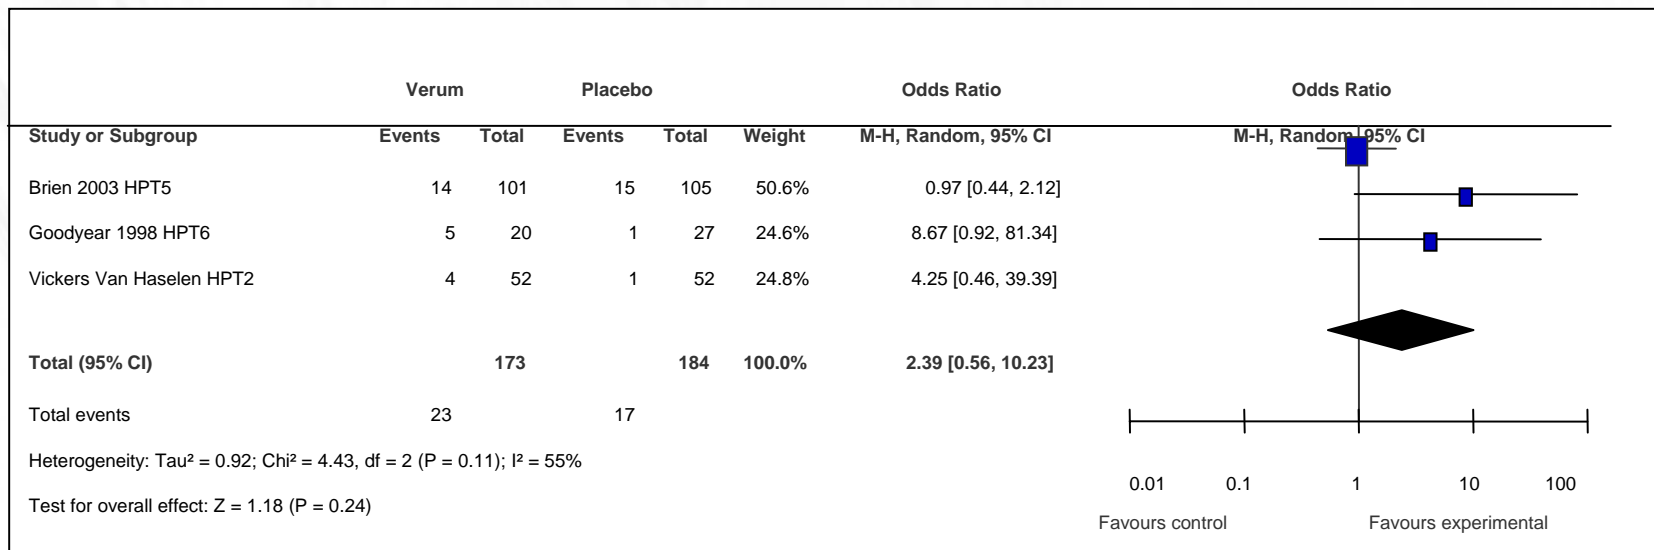 Verum Placebo Odds Ratio Odds Ratio
Study or Subgroup Events Total Events Total Weight M-H, Random, 95% CI M-H, Random, 95% CI
Brien 2003 HPT5 14 101 15 105 50.6% 0.97 [0.44, 2.12]
Goodyear 1998 HPT6 5 20 1 27 24.6% 8.67 [0.92, 81.34]
Vickers Van Haselen HPT2 4 52 1 52 24.8% 4.25 [0.46, 39.39]
Total (95% CI) 173 184 100.0% 2.39 [0.56, 10.23]
Total events 23 17
Heterogeneity: Tau² = 0.92; Chi² = 4.43, df = 2 (P = 0.11); I² = 55%
Test for overall effect: Z = 1.18 (P = 0.24)
0.01 0.1 1 10 100
Favours control Favours experimental